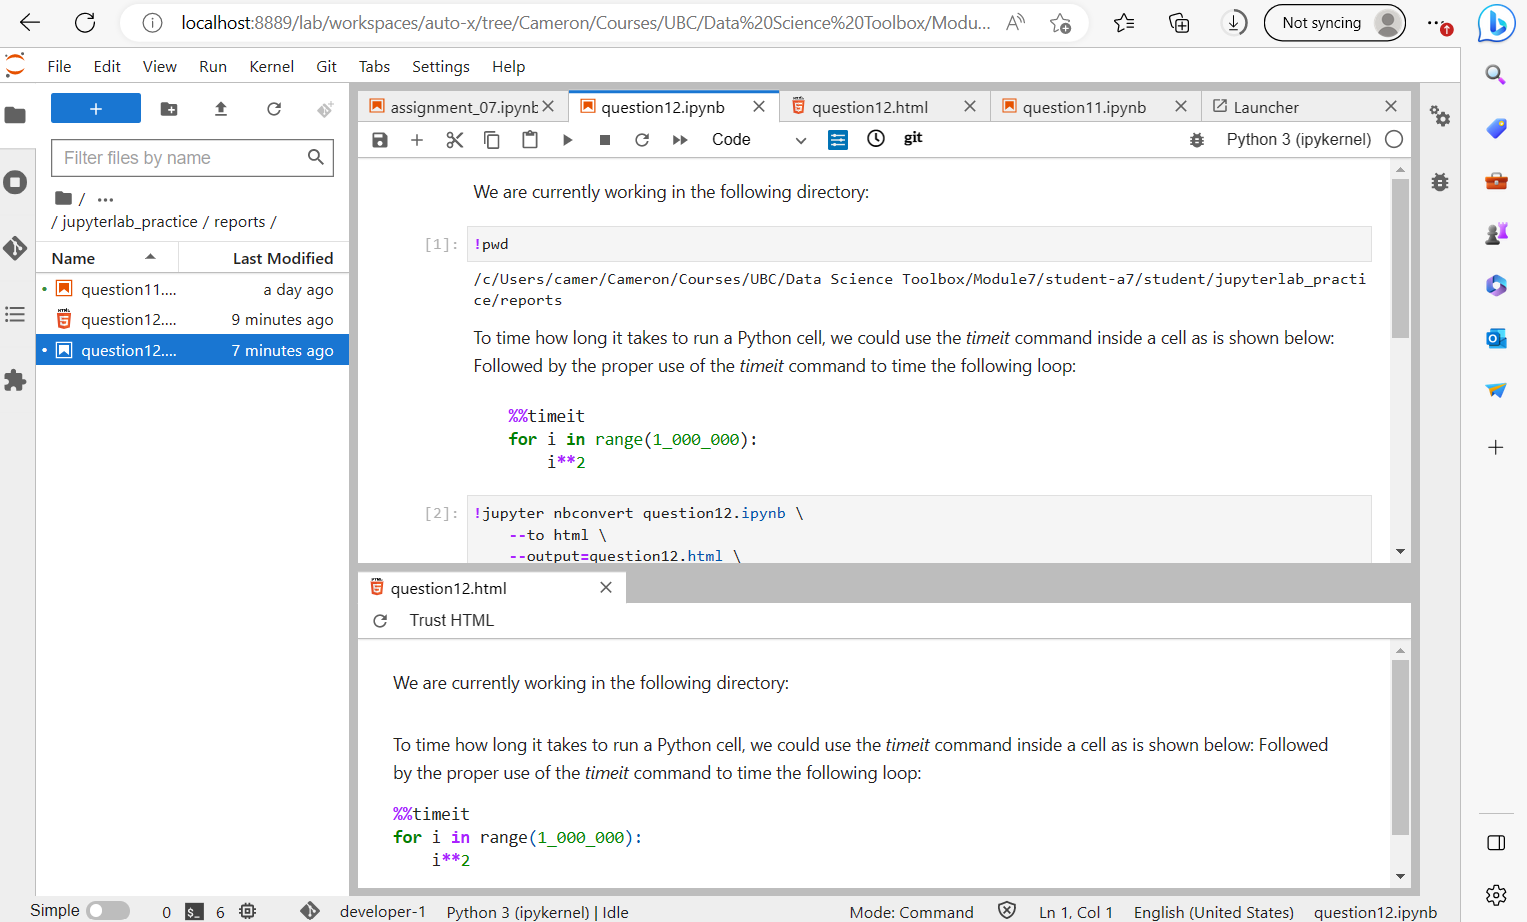 localhost:8889/lab/workspaces/auto-x/tree/Cameron/Courses/UBC/Data%20Science%20Toolbox/Modu...
Not syncing
File Edit View Run Kernel Git Tabs Settings Help
assignment_07.ipynb question12.ipynb question12.html question11.ipynb Launcher
Code git Python 3 (ipykernel)
Filter files by name
/ ...
/ jupyterlab_practice / reports /
Name Last Modified
question11.... a day ago
question12.... 9 minutes ago
question12.... 7 minutes ago
We are currently working in the following directory:
[1]: !pwd
/c/Users/camer/Cameron/Courses/UBC/Data Science Toolbox/Module7/student-a7/student/jupyterlab_practi
ce/reports
To time how long it takes to run a Python cell, we could use the timeit command inside a cell as is shown below:
Followed by the proper use of the timeit command to time the following loop:
%%timeit
for i in range(1_000_000):
    i**2
[2]: !jupyter nbconvert question12.ipynb \
    --to html \
    --output=question12.html \
question12.html
Trust HTML
We are currently working in the following directory:
To time how long it takes to run a Python cell, we could use the timeit command inside a cell as is shown below: Followed
by the proper use of the timeit command to time the following loop:
%%timeit
for i in range(1_000_000):
    i**2
Simple 0 $_ 6 developer-1 Python 3 (ipykernel) | Idle Mode: Command Ln 1, Col 1 English (United States) question12.ipynb